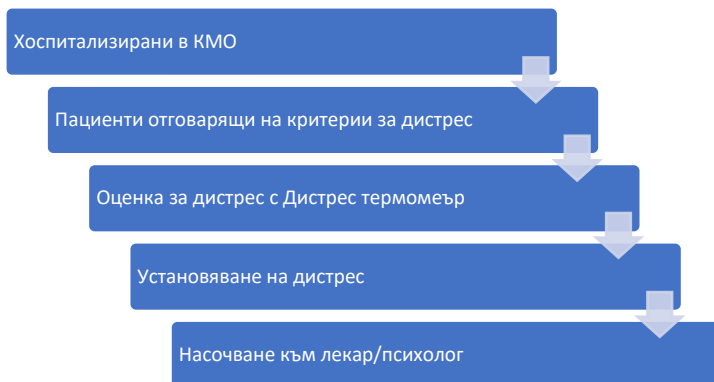 Хоспитализирани в КМО
Пациенти отговарящи на критерии за дистрес
Оценка за дистрес с Дистрес термомеър
Установяване на дистрес
Насочване към лекар/психолог